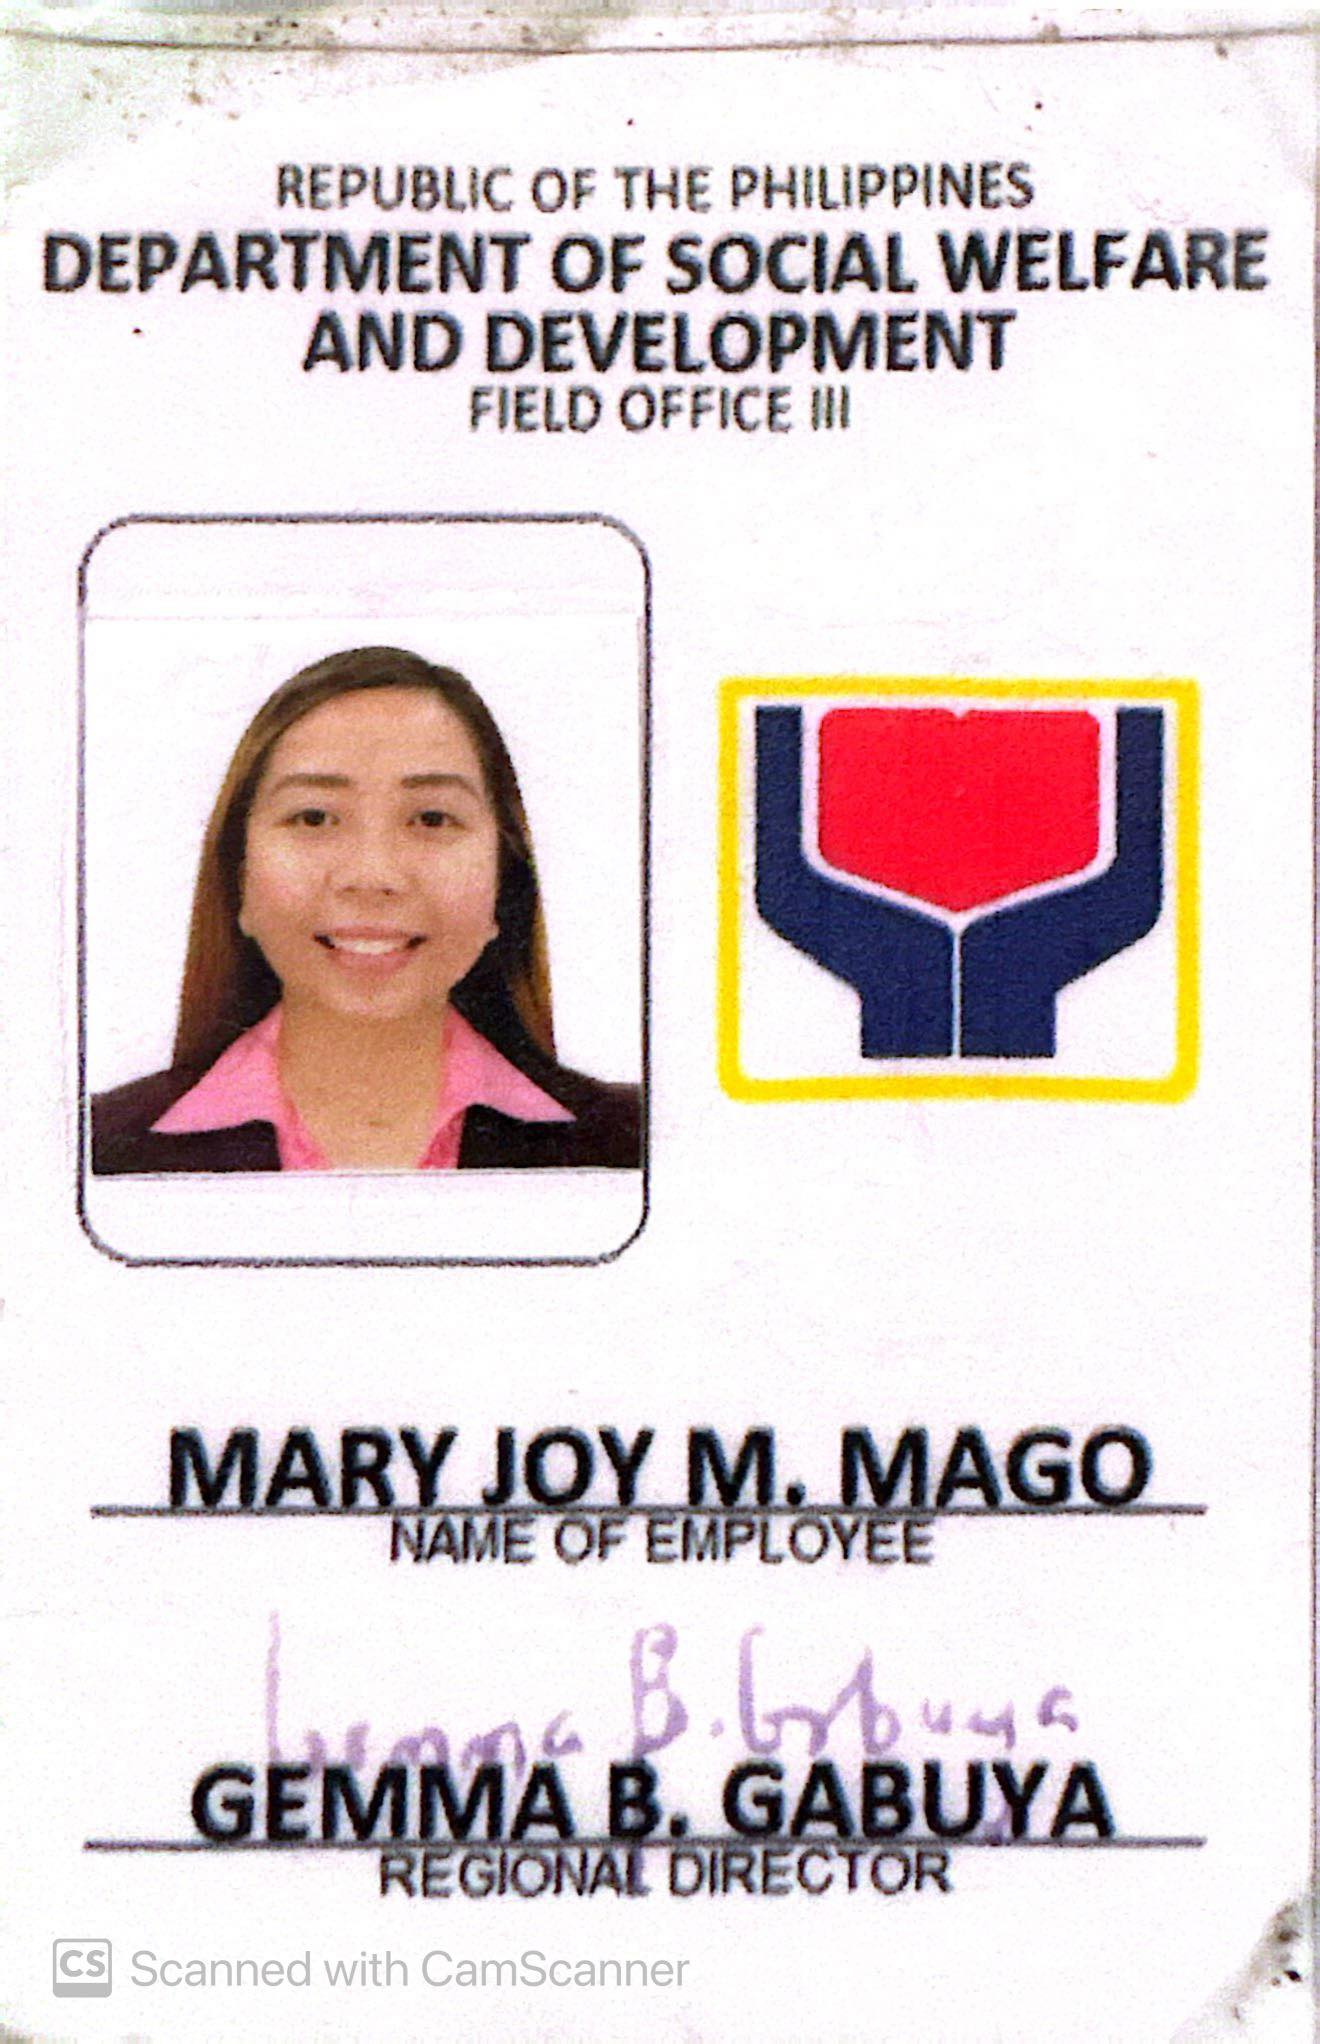 REPUBLIC OF THE PHILIPPINES
DEPARTMENT OF SOCIAL WELFARE
AND DEVELOPMENT
FIELD OFFICE III
MARY JOY M. MAGO
NAME OF EMPLOYEE
Gemma B. Gabuya
GEMMA B. GABUYA
REGIONAL DIRECTOR
CS Scanned with CamScanner